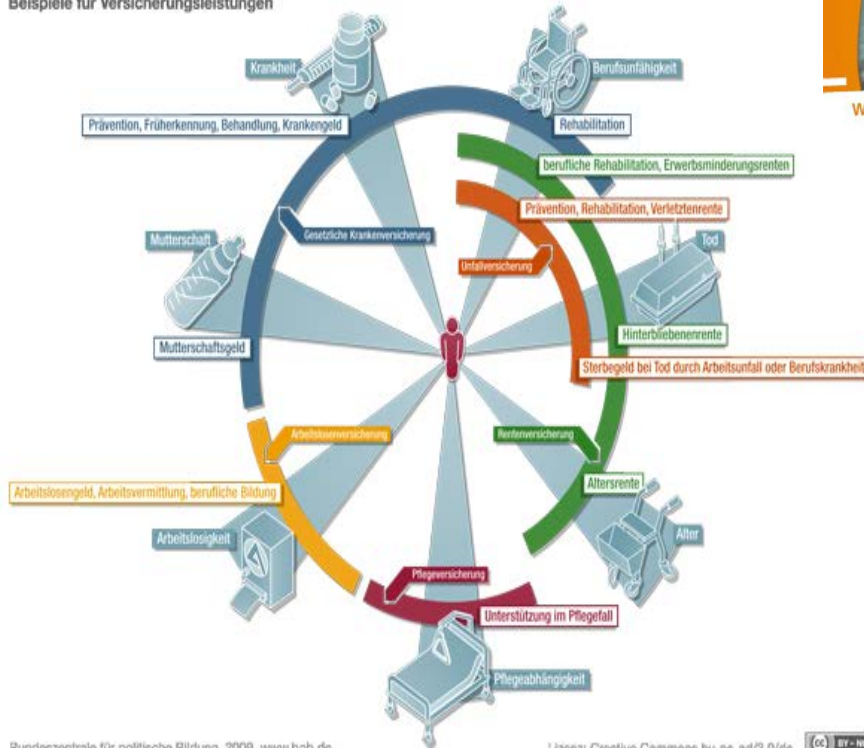 Beispiele für Versicherungsleistungen
Krankheit
Berufsunfähigkeit
W
Prävention, Früherkennung, Behandlung, Krankengeld
Rehabilitation
berufliche Rehabilitation, Erwerbsminderungsrenten
Prävention, Rehabilitation, Verletztenrente
Mutterschaft
Gesetzliche Krankenversicherung
Tod
Unfallversicherung
Hinterbliebenenrente
Mutterschaftsgeld
Sterbegeld bei Tod durch Arbeitsunfall oder Berufskrankheit
Arbeitslosenversicherung
Rentenversicherung
Altersrente
Arbeitslosengeld, Arbeitsvermittlung, berufliche Bildung
Arbeitslosigkeit
Alter
Pflegeversicherung
Unterstützung im Pflegefall
Pflegeabhängigkeit
Bundeszentrale für politische Bildung, 2009, www.bpb.de
Lizenz: Creative Commons by-nc-nd/3.0/de
cc